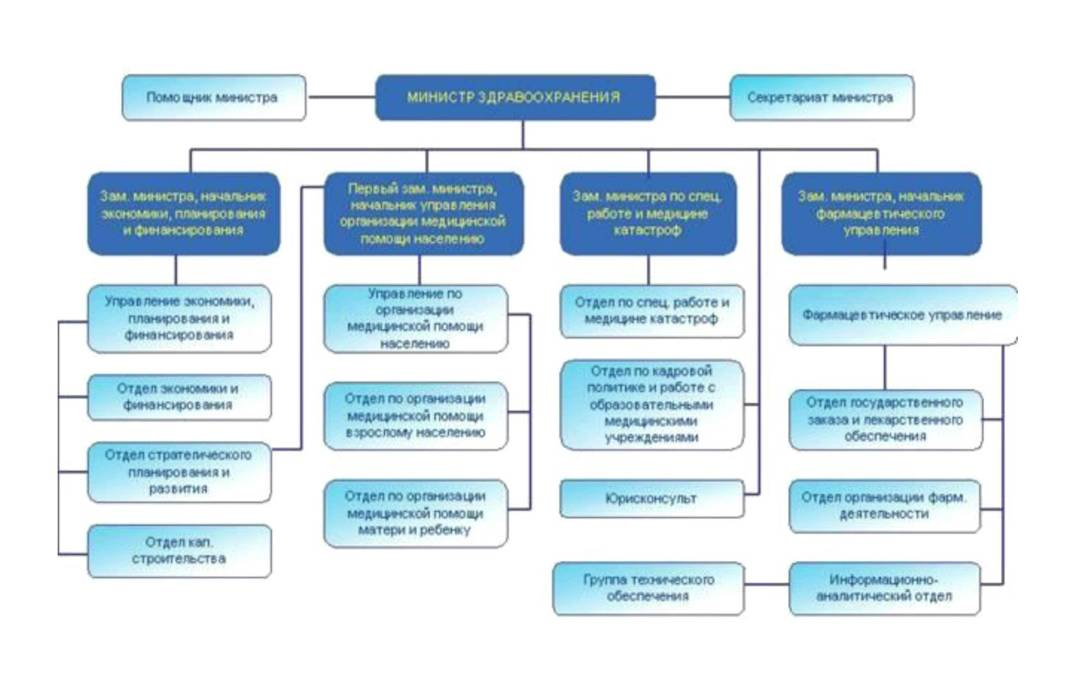 Помощник министра
МИНИСТР ЗДРАВООХРАНЕНИЯ
Секретариат министра
Зам. министра, начальник
экономики, планирования
и финансирования
Первый зам. министра,
начальник управления
организации медицинской
помощи населению
Зам. министра по спец.
работе и медицине
катастроф
Зам. министра, начальник
фармацевтического
управления
Управление экономики,
планирования и
финансирования
Управление по
организации
медицинской помощи
населению
Отдел по спец. работе и
медицине катастроф
Фармацевтическое управление
Отдел экономики и
финансирования
Отдел по организации
медицинской помощи
взрослому населению
Отдел по кадровой
политике и работе с
образовательными
медицинскими
учреждениями
Отдел государственного
заказа и лекарственного
обеспечения
Отдел стратегического
планирования и
развития
Отдел по организации
медицинской помощи
матери и ребенку
Юрисконсульт
Отдел организации фарм.
деятельности
Отдел кап.
строительства
Группа технического
обеспечения
Информационно-
аналитический отдел